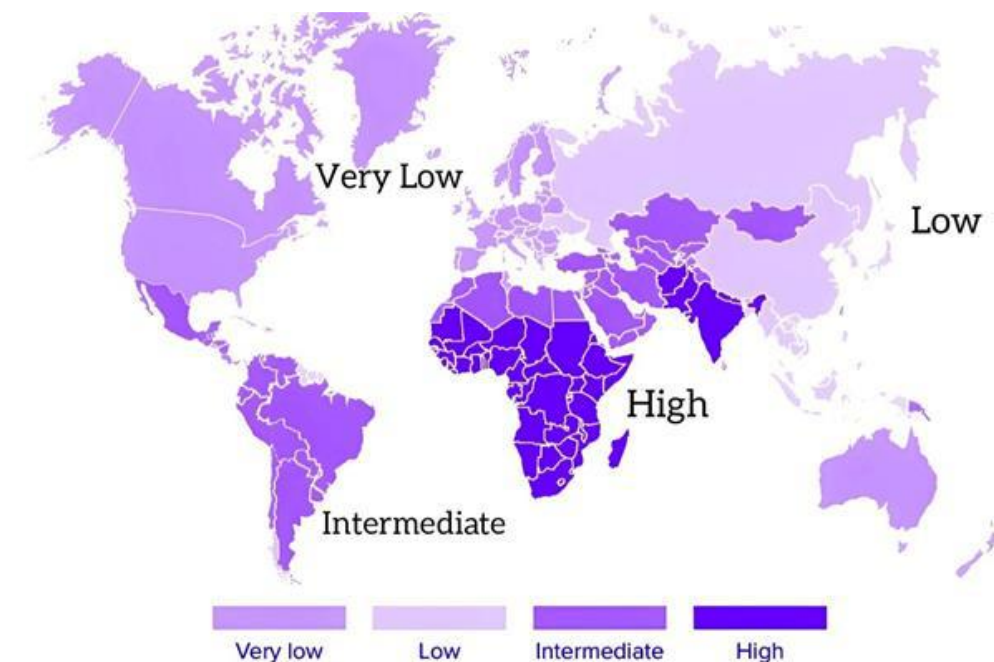 Very Low
Low
High
Intermediate
Very low
Low
Intermediate
High